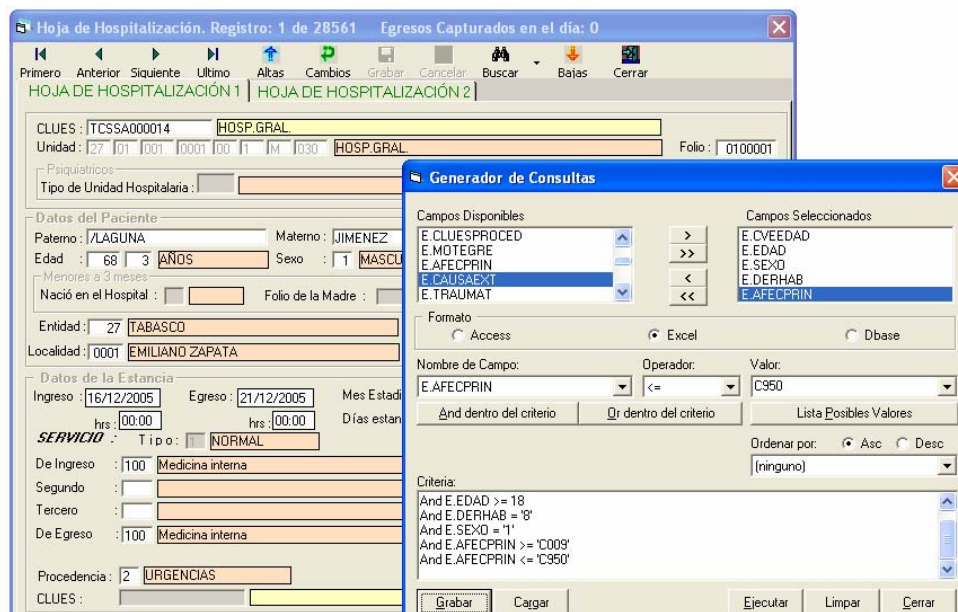 Hoja de Hospitalización. Registro: 1 de 28561 Egresos Capturados en el día: 0
Primero Anterior Siguiente Ultimo Altas Cambios Grabar Cancelar Buscar Bajas Cerrar
HOJA DE HOSPITALIZACIÓN 1 HOJA DE HOSPITALIZACIÓN 2
CLUES : TCSSA000014 HOSP.GRAL.
Unidad : 27 01 001 0001 00 1 M 030 HOSP.GRAL. Folio : 0100001
Psiquiatricos
Tipo de Unidad Hospitalaria :
Datos del Paciente
Paterno : /LAGUNA Materno : JIMENEZ
Edad : 68 3 AÑOS Sexo : 1 MASCU
Menores a 3 meses
Nació en el Hospital : Folio de la Madre :
Entidad : 27 TABASCO
Localidad : 0001 EMILIANO ZAPATA
Datos de la Estancia
Ingreso : 16/12/2005 Egreso : 21/12/2005 Mes Estadi
hrs : 00:00 hrs : 00:00 Días estan
SERVICIO : Tipo: 1 NORMAL
De Ingreso : 100 Medicina interna
Segundo :
Tercero :
De Egreso : 100 Medicina interna
Procedencia : 2 URGENCIAS
CLUES :
Generador de Consultas
Campos Disponibles Campos Seleccionados
E.CLUESPROCED > E.CVEEDAD
E.MOTEGRE >> E.EDAD
E.AFECPRIN E.SEXO
E.CAUSAEXT < E.DERHAB
E.TRAUMAT << E.AFECPRIN
Formato
Access Excel Dbase
Nombre de Campo: Operador: Valor:
E.AFECPRIN <= C950
And dentro del criterio Or dentro del criterio Lista Posibles Valores
Ordenar por: Asc Desc
(ninguno)
Criteria:
And E.EDAD >= 18
And E.DERHAB = '8'
And E.SEXO = '1'
And E.AFECPRIN >= 'C009'
And E.AFECPRIN <= 'C950'
Grabar Cargar Ejecutar Limpar Cerrar